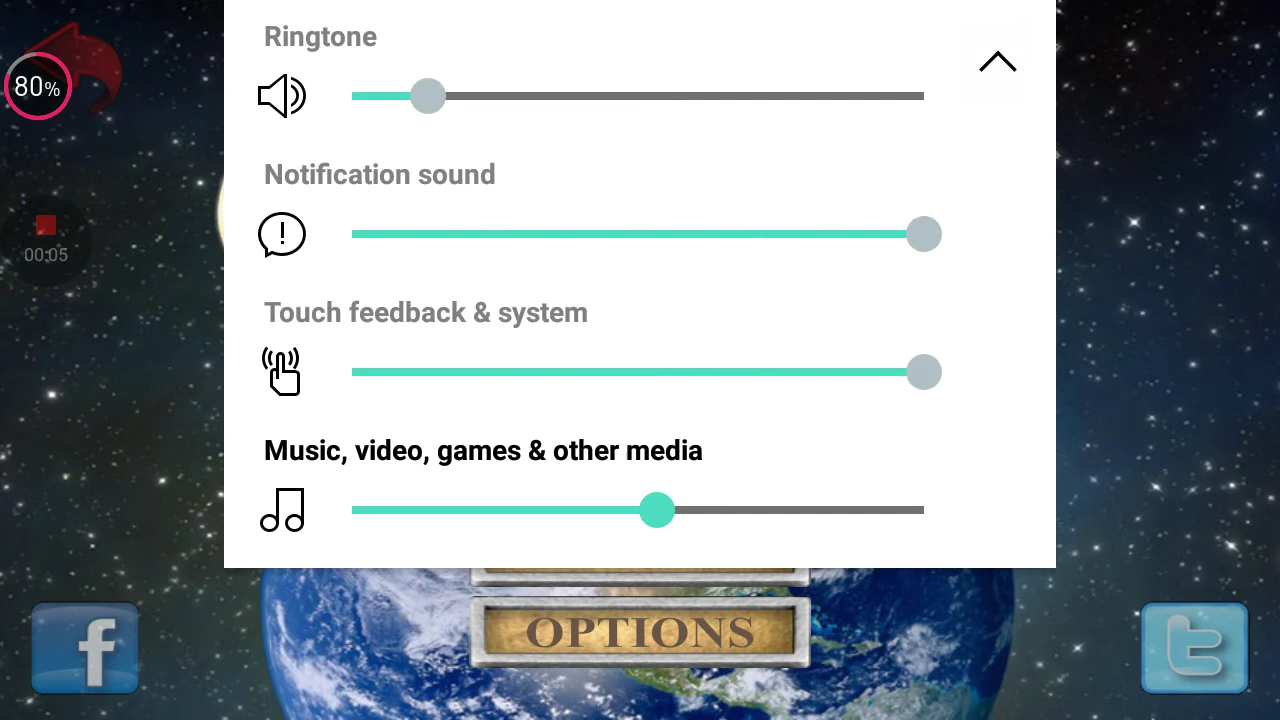 Ringtone
80%
Notification sound
00:05
Touch feedback & system
Music, video, games & other media
OPTIONS
f
t